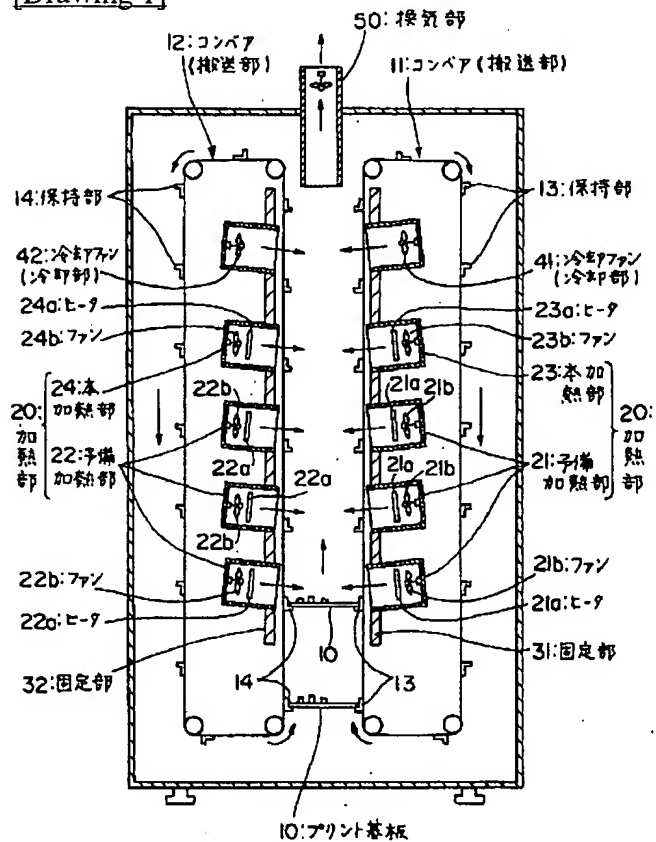 [Drawing 1]
50:換気部
12:コンベア
(搬送部)
11:コンベア(搬送部)
14:保持部
13:保持部
42:冷却ファン
(冷却部)
41:冷却ファン
(冷却部)
24a:ヒータ
23a:ヒータ
24b:ファン
23b:ファン
24:本
加熱部
23:本加
熱部
20:
加
熱
部
20:
加
熱
部
22b
21a
21b
22:予備
加熱部
22a
22a
21a
21b
21:予備
加熱部
22b
22b:ファン
21b:ファン
22a:ヒータ
21a:ヒータ
10
32:固定部
31:固定部
14
13
10:プリント基板